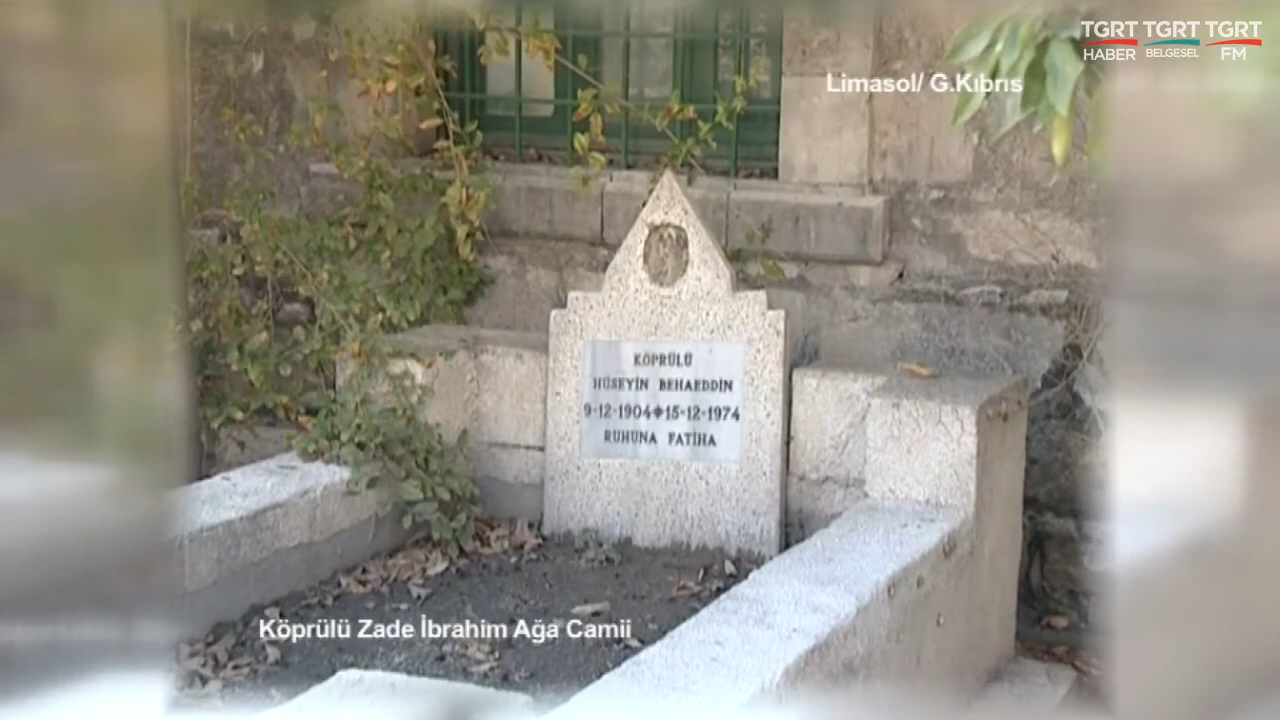 TGRT TGRT TGRT
HABER BELGESEL FM
Limasol/ G.Kıbrıs
KÖPRÜLÜ
HÜSEYİN BEHAEDDİN
9-12-1904✽15-12-1974
RUHUNA FATİHA
Köprülü Zade İbrahim Ağa Camii